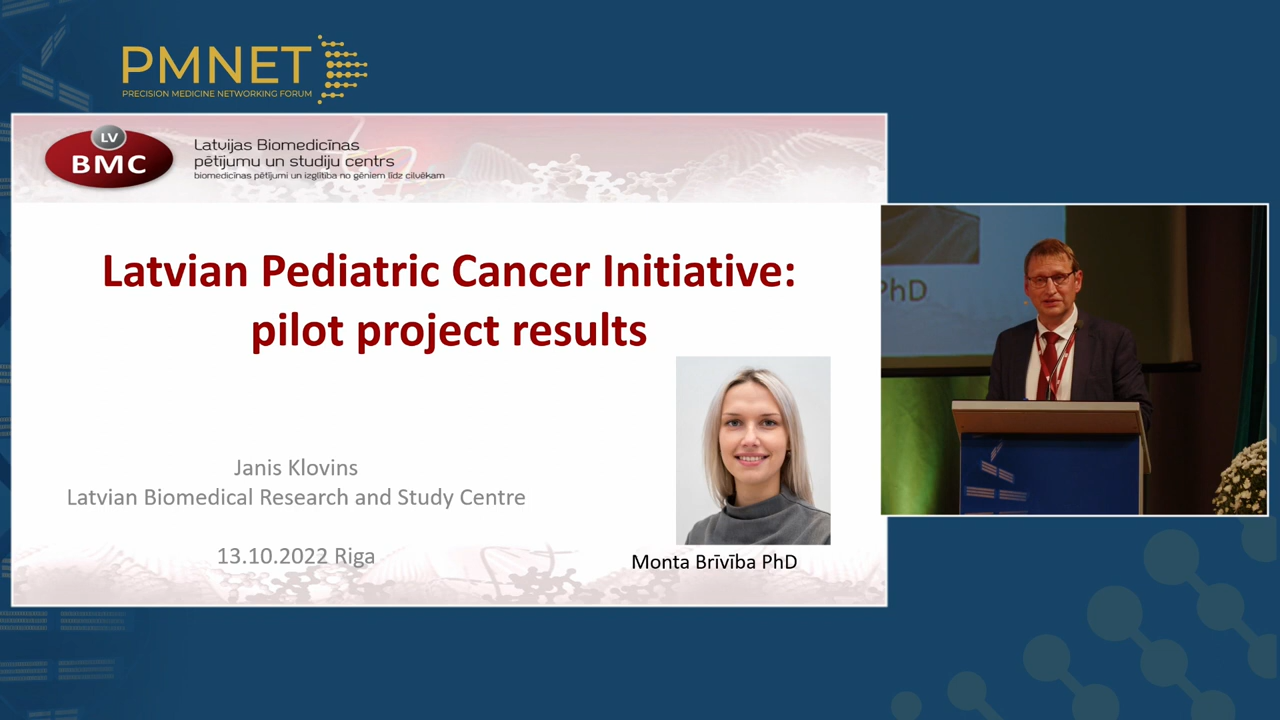 PMNET
PRECISION MEDICINE NETWORKING FORUM
LV
BMC
Latvijas Biomedicīnas
pētījumu un studiju centrs
biomedicīnas pētījumi un izglītība no gēniem līdz cilvēkam
Latvian Pediatric Cancer Initiative:
pilot project results
Janis Klovins
Latvian Biomedical Research and Study Centre
13.10.2022 Riga
Monta Brīvība PhD
PhD